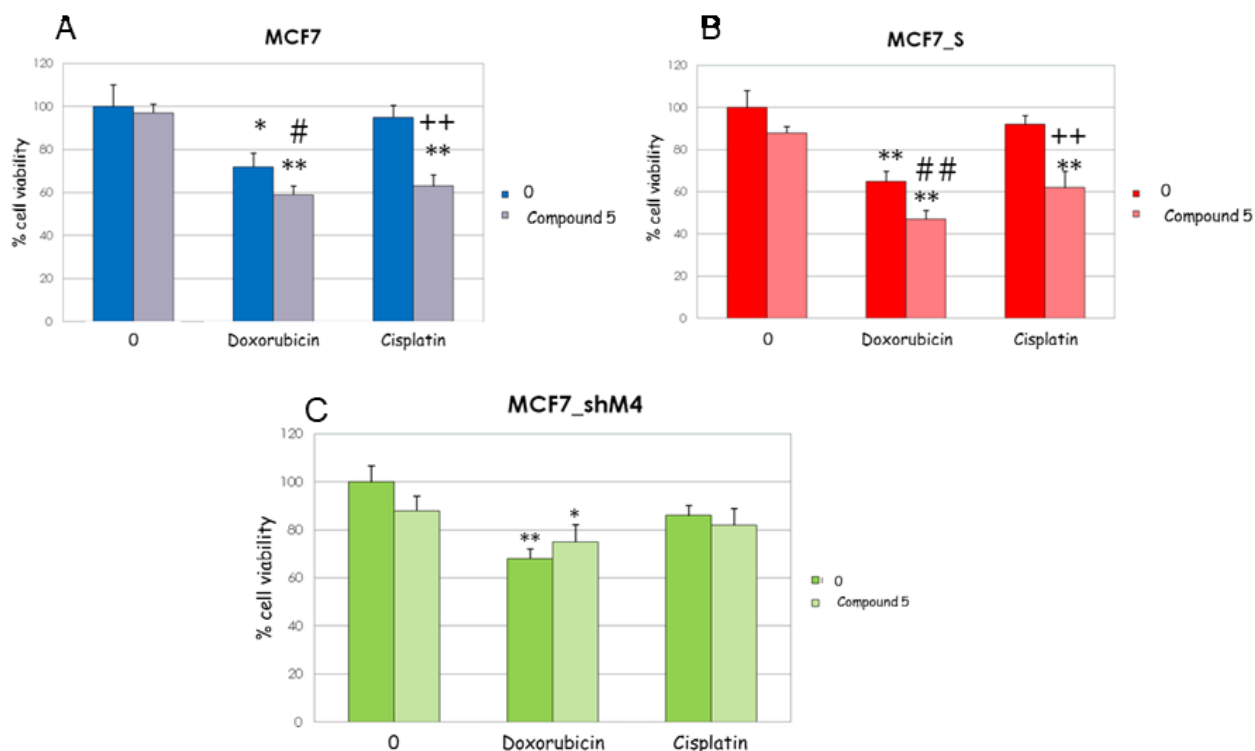 A
MCF7
120
100
80
60
40
20
0
% cell viability
*
#
**
++
**
0
Doxorubicin
Cisplatin
0
Compound 5
B
MCF7_S
120
100
80
60
40
20
0
% cell viability
**
##
**
++
**
0
Doxorubicin
Cisplatin
0
Compound 5
C
MCF7_shM4
120
100
80
60
40
20
0
% cell viability
**
*
0
Doxorubicin
Cisplatin
0
Compound 5